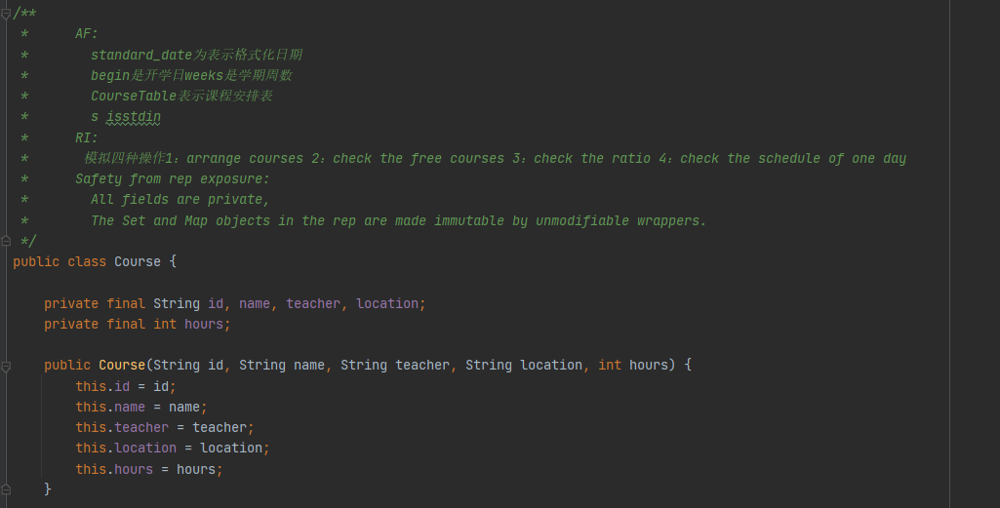 /**
 *      AF:
 *        standard_date为表示格式化日期
 *        begin是开学日weeks是学期周数
 *        CourseTable表示课程安排表
 *        s isstdin
 *      RI:
 *       模拟四种操作1：arrange courses 2：check the free courses 3：check the ratio 4：check the schedule of one day
 *      Safety from rep exposure:
 *        All fields are private,
 *        The Set and Map objects in the rep are made immutable by unmodifiable wrappers.
 */
public class Course {
    private final String id, name, teacher, location;
    private final int hours;
    public Course(String id, String name, String teacher, String location, int hours) {
        this.id = id;
        this.name = name;
        this.teacher = teacher;
        this.location = location;
        this.hours = hours;
    }